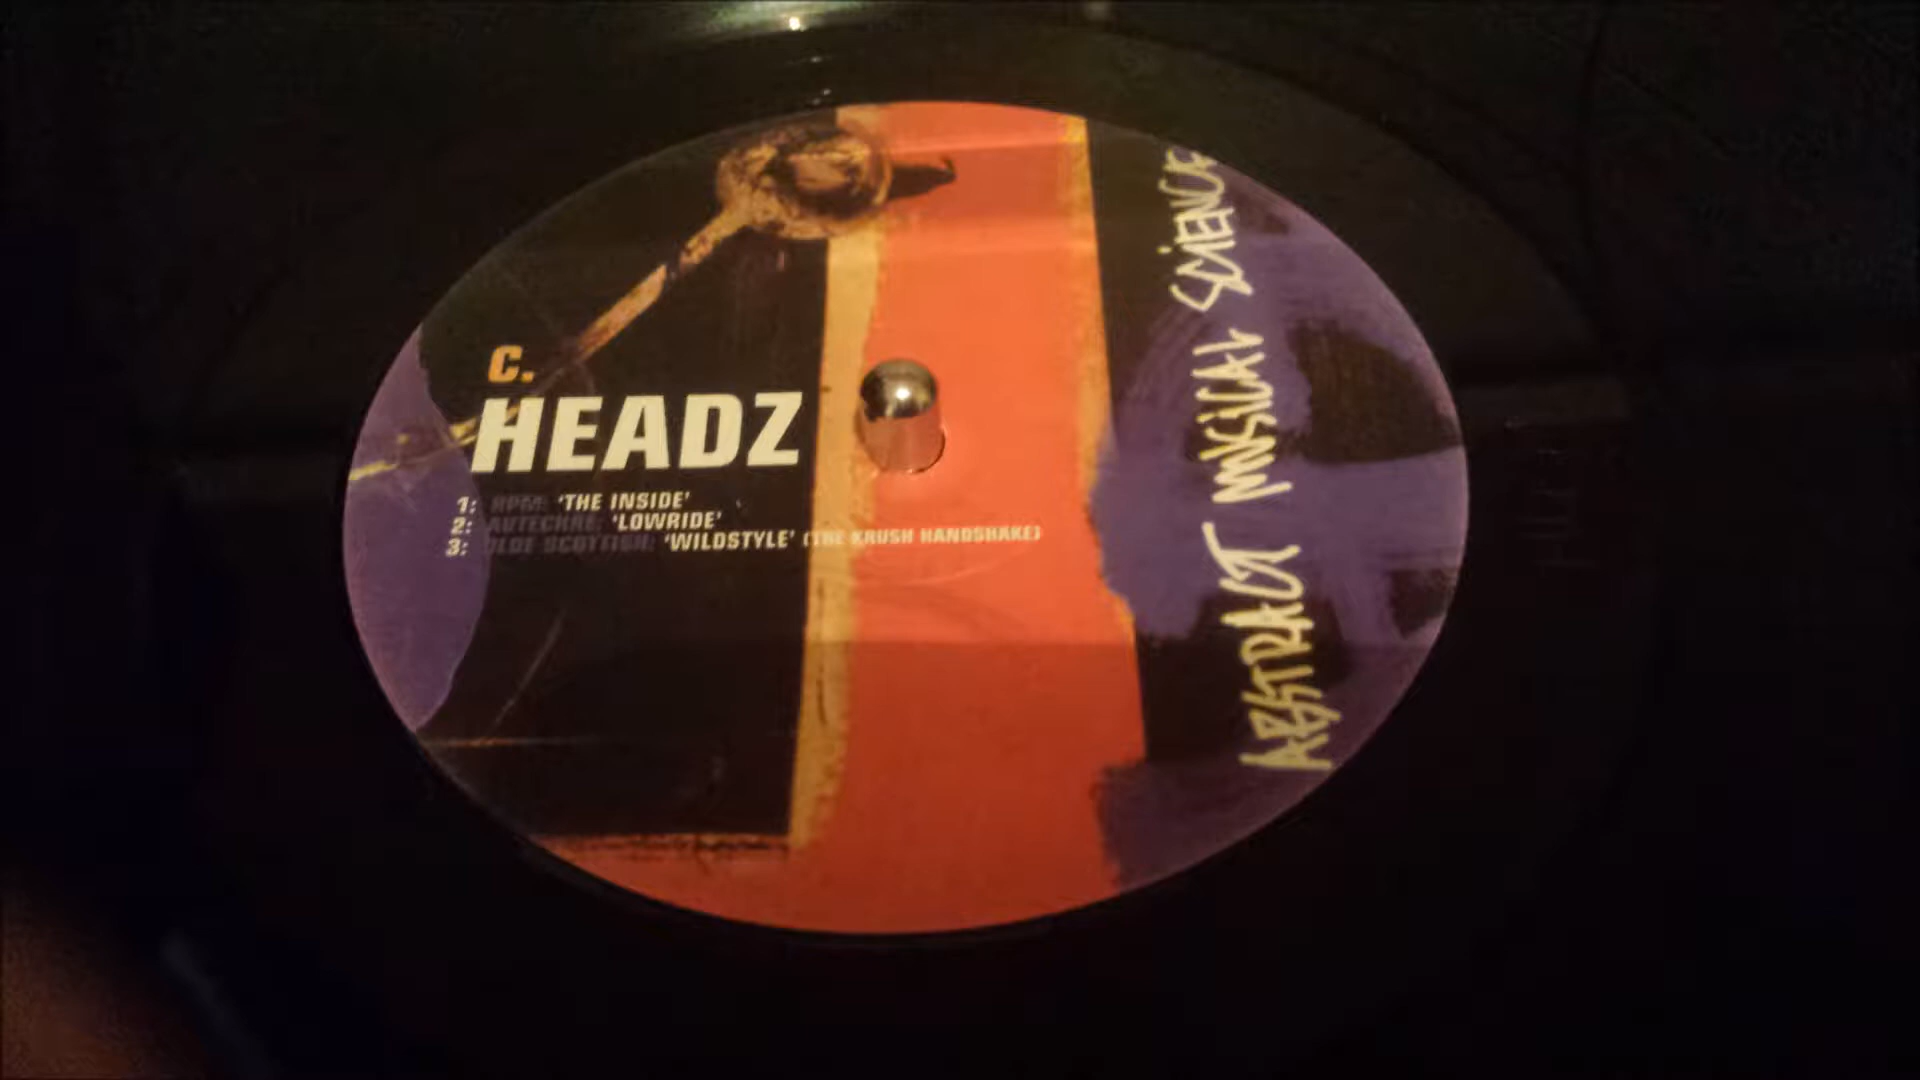 C.
HEADZ
1: RPM: 'THE INSIDE'
2: AUTECHRE: 'LOWRIDE'
3: OLDE SCOTTISH: 'WILDSTYLE' (THE KRUSH HANDSHAKE)
ABSTRACT MUSICAL SCIENCE